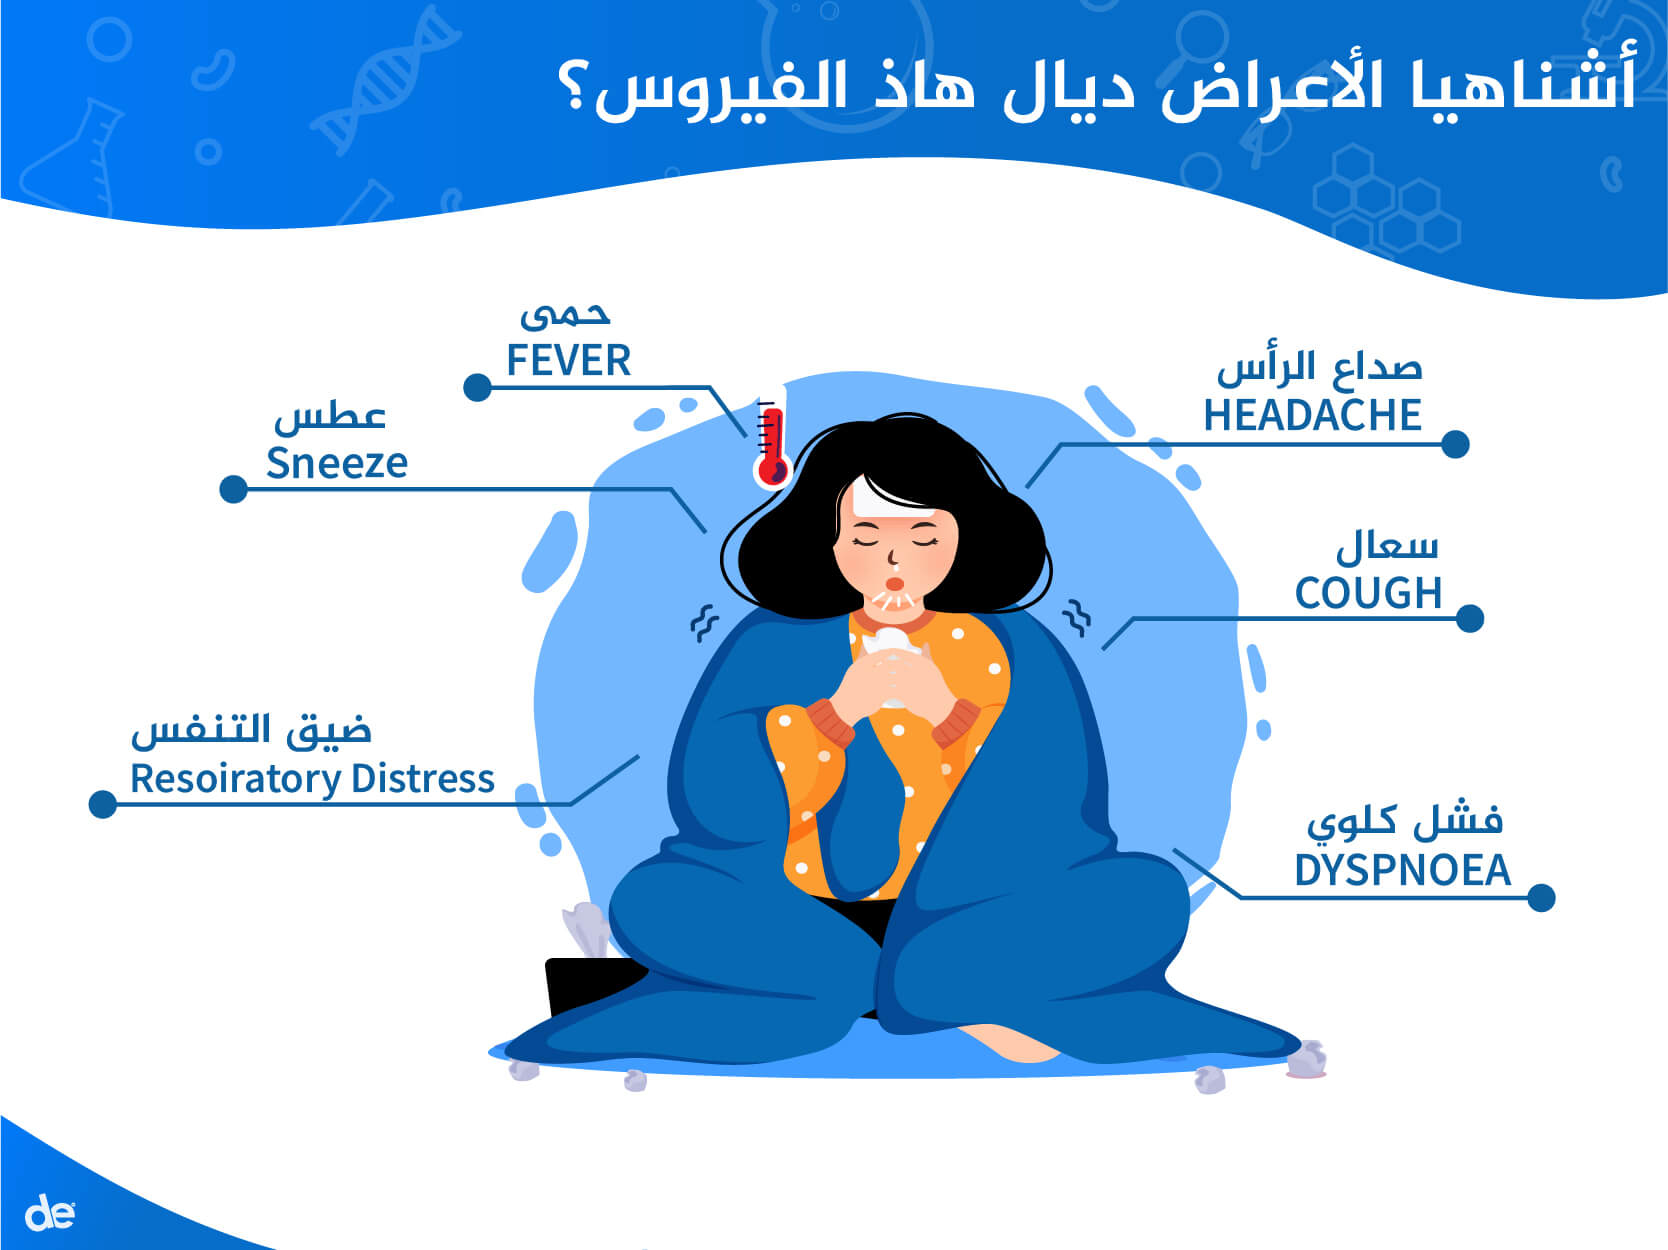 أشناهيا الأعراض ديال هاذ الفيروس؟
حمى
FEVER
صداع الرأس
HEADACHE
عطس
Sneeze
سعال
COUGH
ضيق التنفس
Resoiratory Distress
فشل كلوي
DYSPNOEA
de